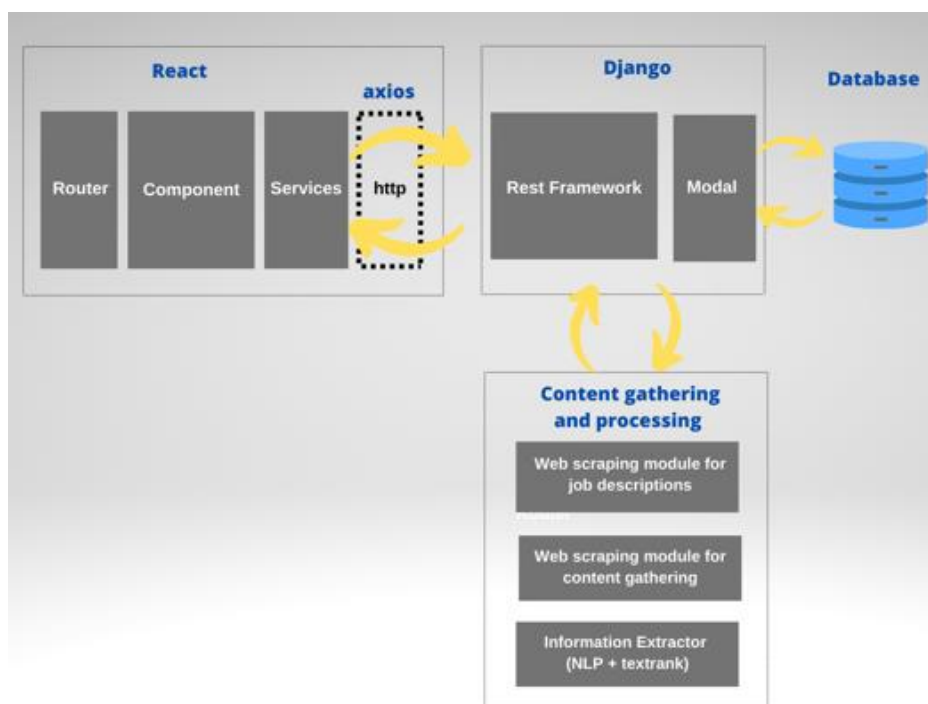 React
axios
Router
Component
Services
http
Django
Rest Framework
Modal
Database
Content gathering
and processing
Web scraping module for
job descriptions
Web scraping module for
content gathering
Information Extractor
(NLP + textrank)